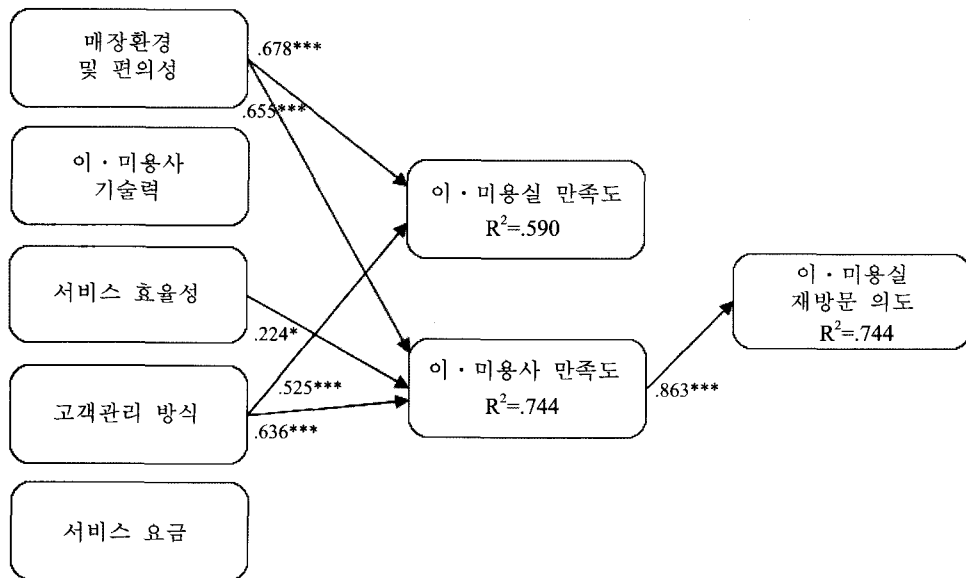 매장환경
및 편의성
.678***
.655***
이·미용사
기술력
이·미용실 만족도
R²=.590
서비스 효율성
.224*
이·미용실
재방문 의도
R²=.744
이·미용사 만족도
R²=.744
.863***
고객관리 방식
.525***
.636***
서비스 요금